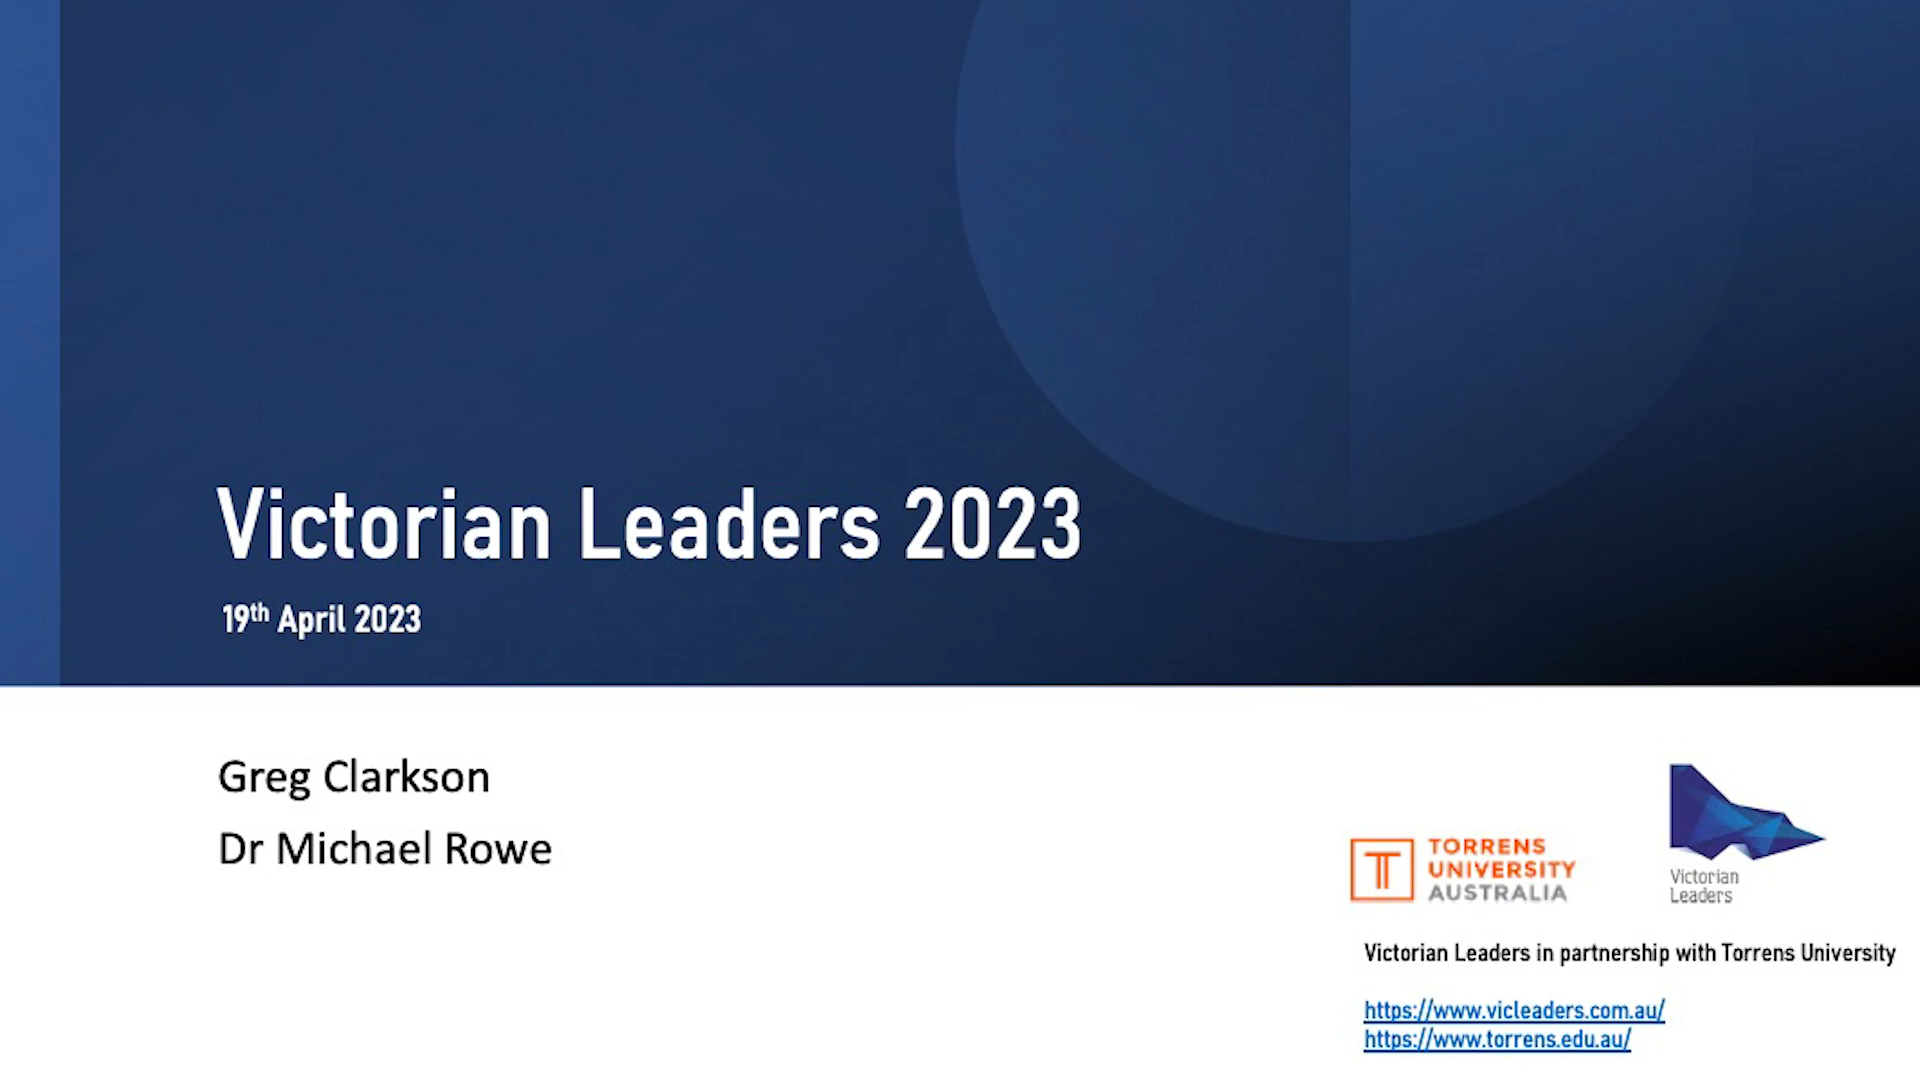 Victorian Leaders 2023
19th April 2023
Greg Clarkson
Dr Michael Rowe
TORRENS
UNIVERSITY
AUSTRALIA
Victorian
Leaders
Victorian Leaders in partnership with Torrens University
https://www.vicleaders.com.au/
https://www.torrens.edu.au/